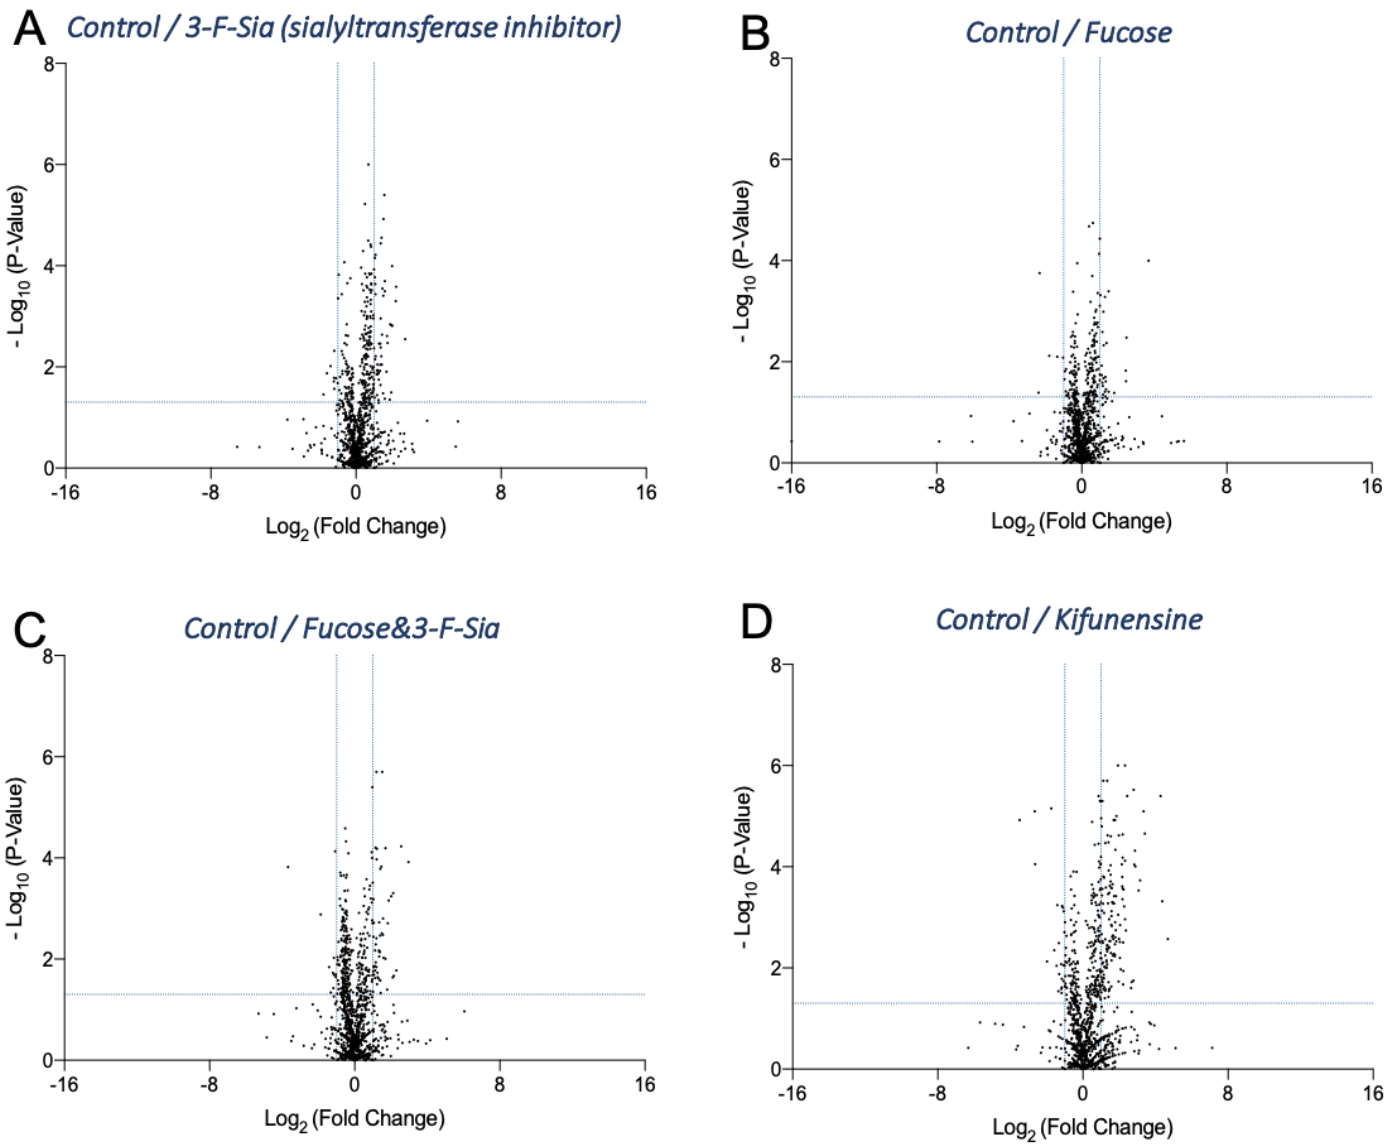 A Control / 3-F-Sia (sialyltransferase inhibitor)
8
6
4
2
0
- Log10 (P-Value)
-16 -8 0 8 16
Log2 (Fold Change)
B Control / Fucose
8
6
4
2
0
- Log10 (P-Value)
-16 -8 0 8 16
Log2 (Fold Change)
C Control / Fucose&3-F-Sia
8
6
4
2
0
- Log10 (P-Value)
-16 -8 0 8 16
Log2 (Fold Change)
D Control / Kifunensine
8
6
4
2
0
- Log10 (P-Value)
-16 -8 0 8 16
Log2 (Fold Change)